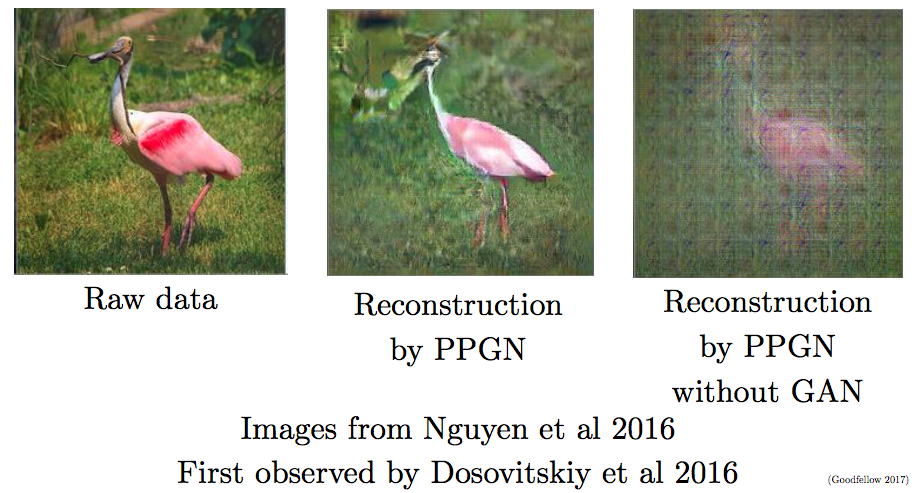 Raw data
Reconstruction
by PPGN
Reconstruction
by PPGN
without GAN
Images from Nguyen et al 2016
First observed by Dosovitskiy et al 2016
(Goodfellow 2017)